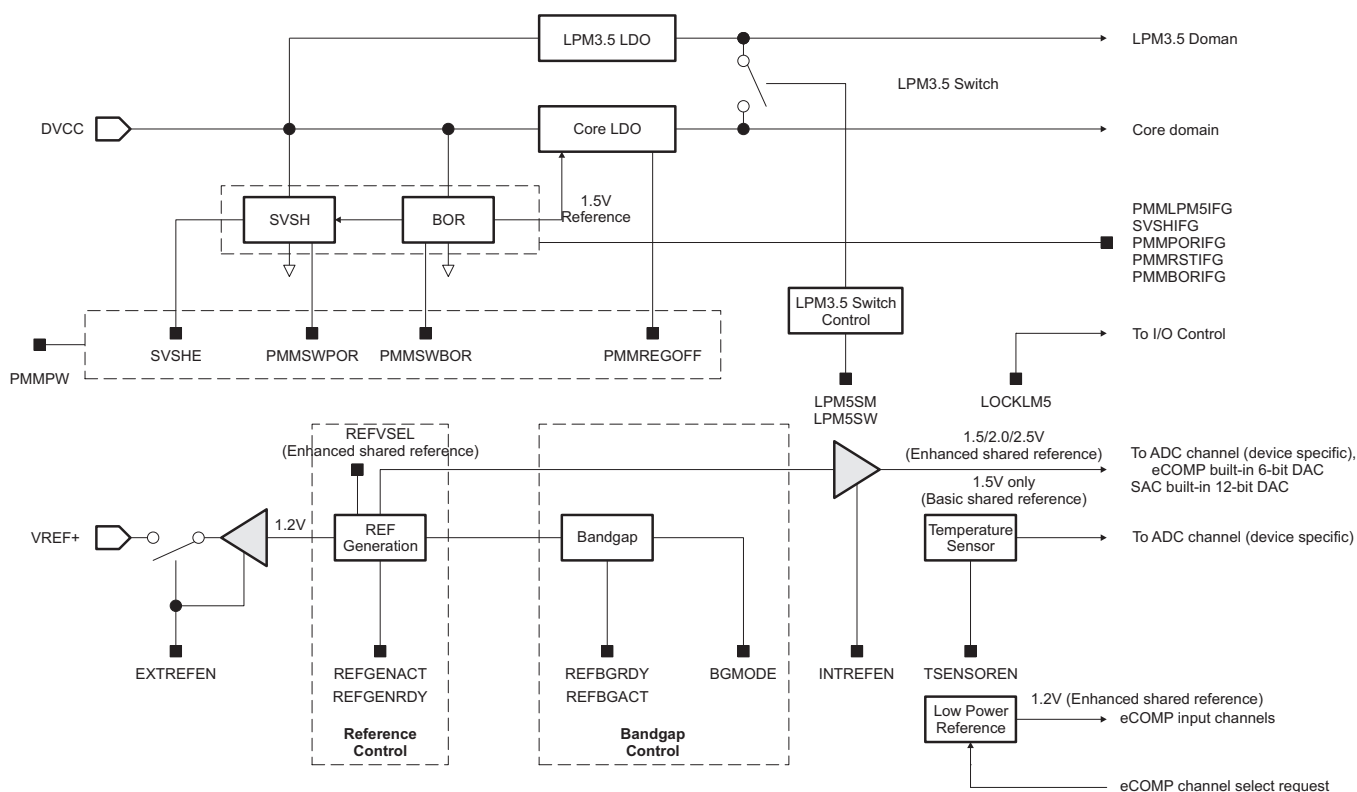 LPM3.5 LDO
LPM3.5 Doman
LPM3.5 Switch
DVCC
Core LDO
Core domain
SVSH
BOR
1.5V
Reference
PMMLPM5IFG
SVSHIFG
PMMPORIFG
PMMRSTIFG
PMMBORIFG
LPM3.5 Switch
Control
To I/O Control
SVSHE
PMMSWPOR
PMMSWBOR
PMMREGOFF
PMMPW
LPM5SM
LPM5SW
LOCKLM5
REFVSEL
(Enhanced shared reference)
1.5/2.0/2.5V
(Enhanced shared reference)
1.5V only
(Basic shared reference)
To ADC channel (device specific),
eCOMP built-in 6-bit DAC
SAC built-in 12-bit DAC
VREF+
1.2V
REF
Generation
Bandgap
Temperature
Sensor
To ADC channel (device specific)
EXTREFEN
REFGENACT
REFGENRDY
REFBGRDY
REFBGACT
BGMODE
INTREFEN
TSENSOREN
Reference
Control
Bandgap
Control
Low Power
Reference
1.2V (Enhanced shared reference)
eCOMP input channels
eCOMP channel select request